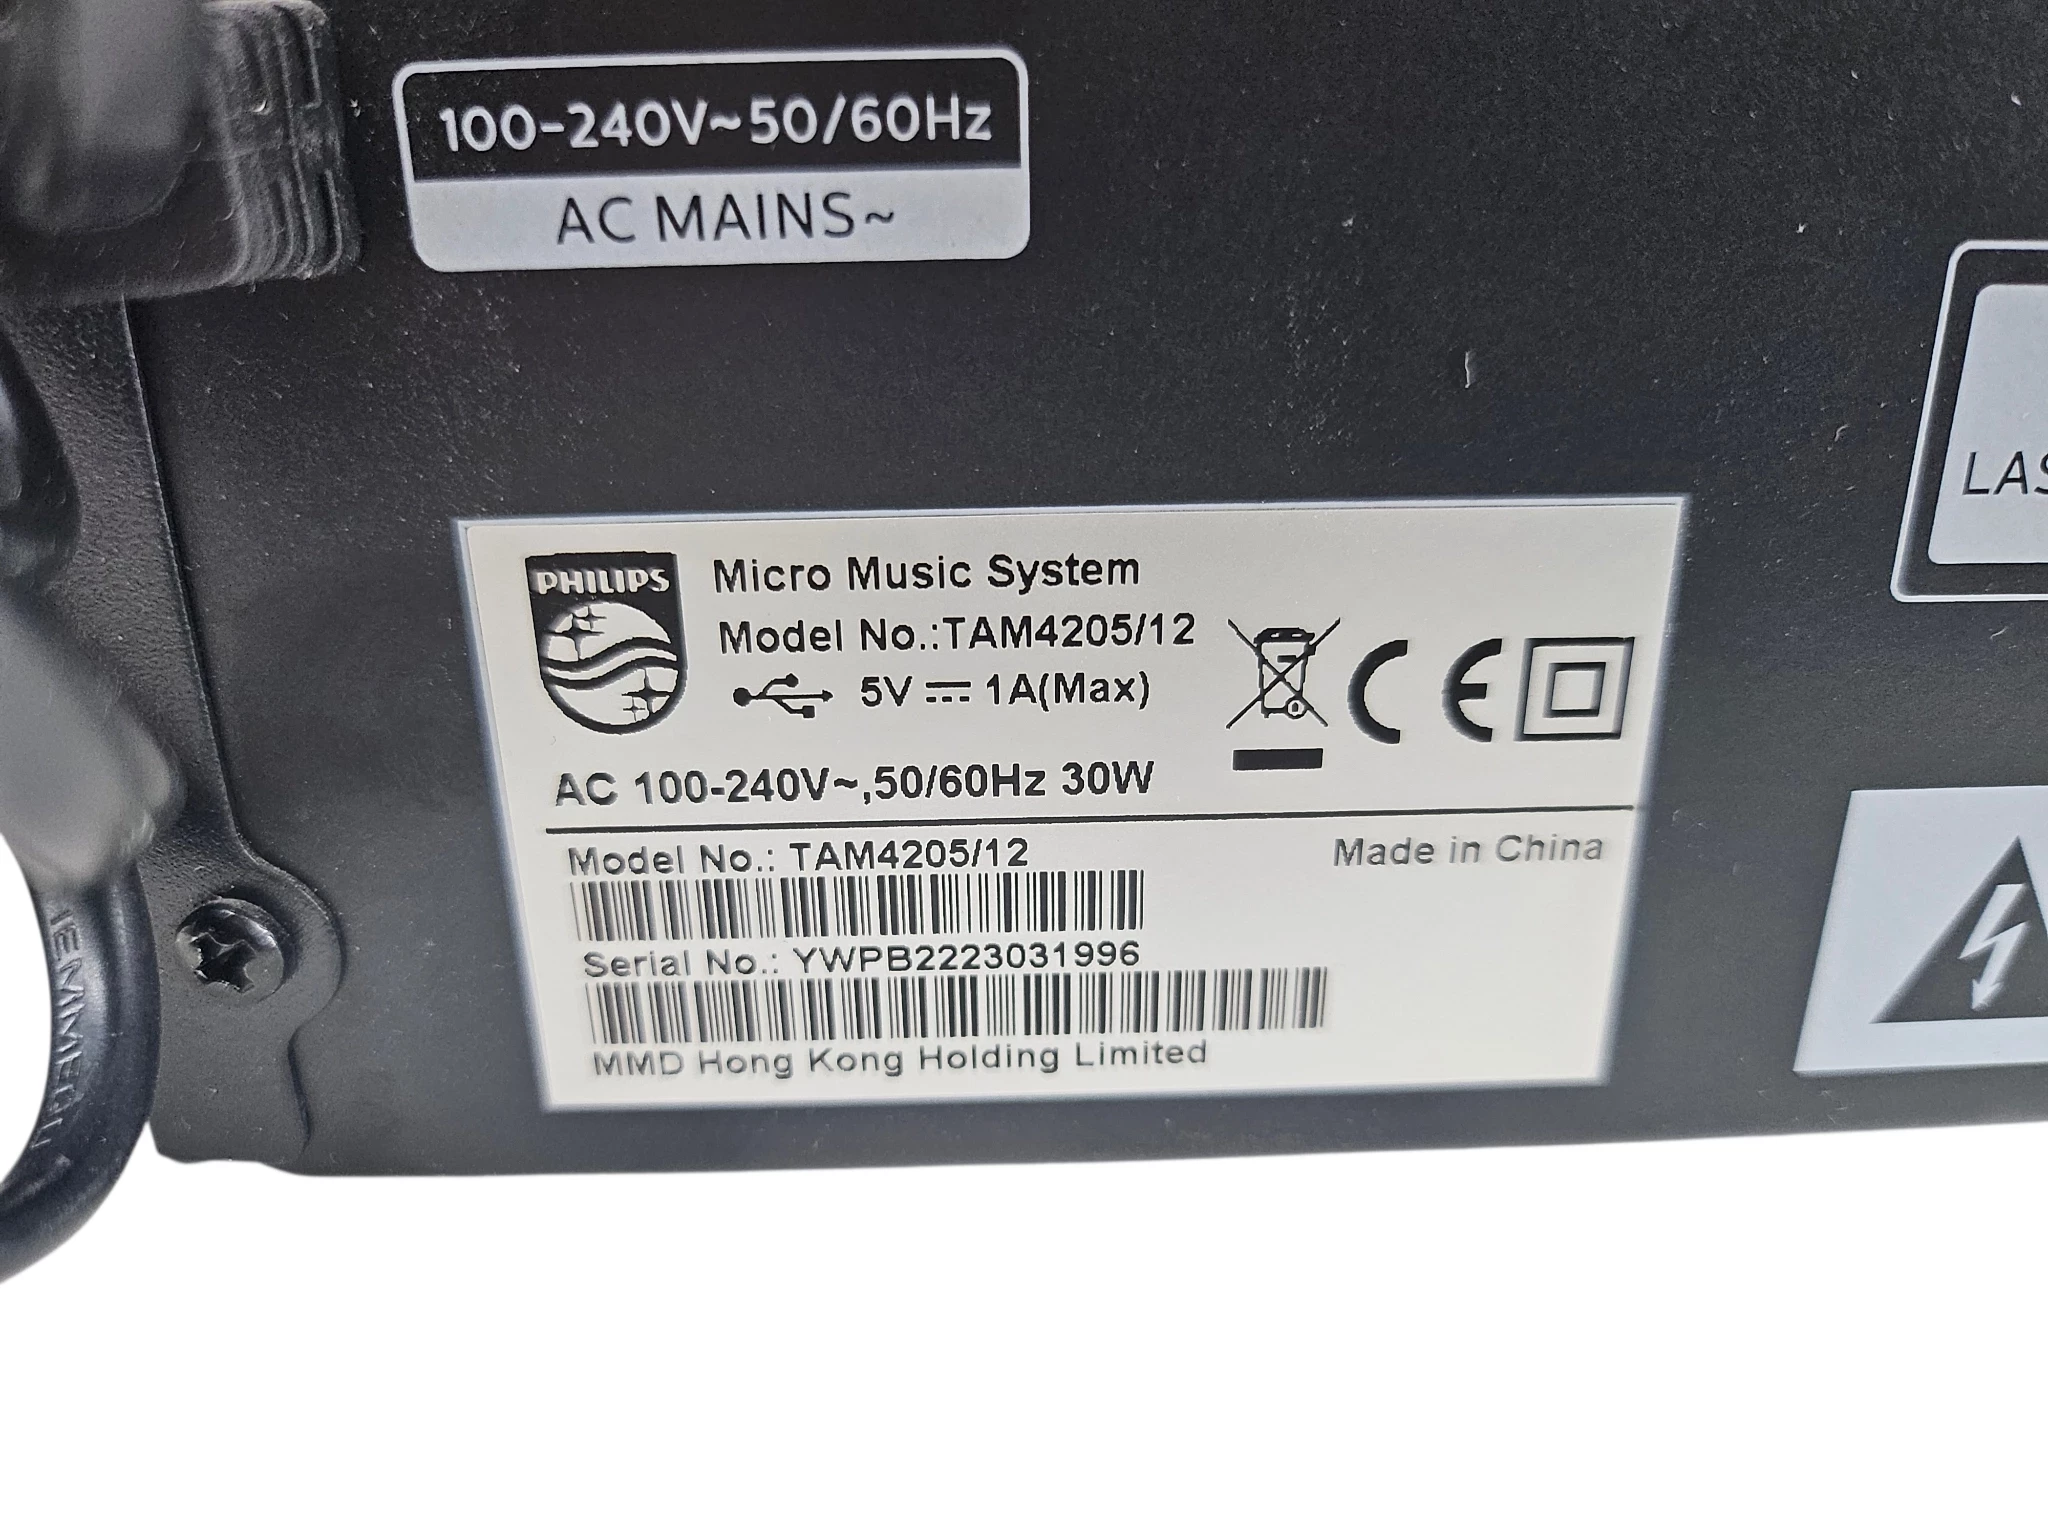 100-240V~50/60Hz
AC MAINS~
LAS
PHILIPS
Micro Music System
Model No.:TAM4205/12
5V ⎓ 1A(Max)
CE
AC 100-240V~,50/60Hz 30W
Model No.: TAM4205/12
Made in China
Serial No.: YWPB2223031996
MMD Hong Kong Holding Limited